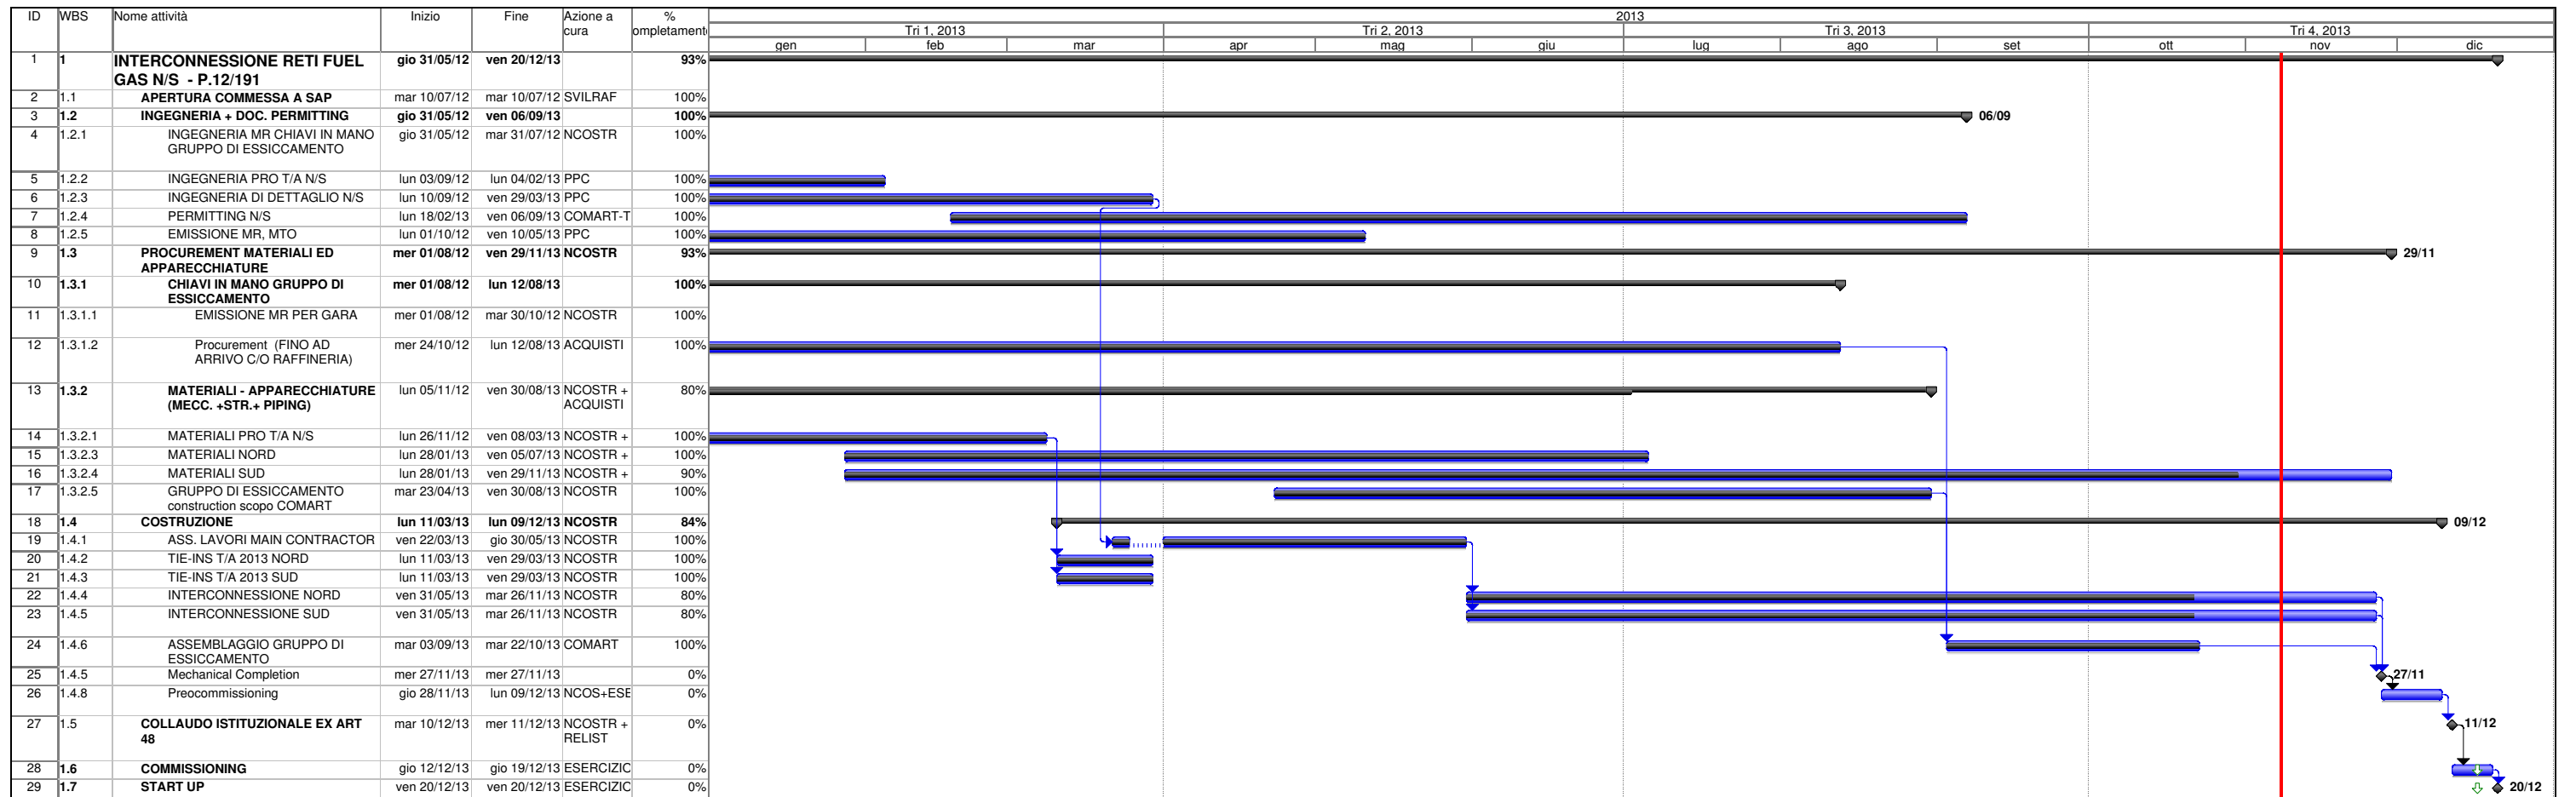 ID WBS Nome attività Inizio Fine Azione a cura % ompletament
2013
Tri 1, 2013 Tri 2, 2013 Tri 3, 2013 Tri 4, 2013
gen feb mar apr mag giu lug ago set ott nov dic
1 1 INTERCONNESSIONE RETI FUEL gio 31/05/12 ven 20/12/13 93%
GAS N/S - P.12/191
2 1.1 APERTURA COMMESSA A SAP mar 10/07/12 mar 10/07/12 SVILRAF 100%
3 1.2 INGEGNERIA + DOC. PERMITTING gio 31/05/12 ven 06/09/13 100% 06/09
4 1.2.1 INGEGNERIA MR CHIAVI IN MANO gio 31/05/12 mar 31/07/12 NCOSTR 100%
GRUPPO DI ESSICCAMENTO
5 1.2.2 INGEGNERIA PRO T/A N/S lun 03/09/12 lun 04/02/13 PPC 100%
6 1.2.3 INGEGNERIA DI DETTAGLIO N/S lun 10/09/12 ven 29/03/13 PPC 100%
7 1.2.4 PERMITTING N/S lun 18/02/13 ven 06/09/13 COMART-T 100%
8 1.2.5 EMISSIONE MR, MTO lun 01/10/12 ven 10/05/13 PPC 100%
9 1.3 PROCUREMENT MATERIALI ED mer 01/08/12 ven 29/11/13 NCOSTR 93% 29/11
APPARECCHIATURE
10 1.3.1 CHIAVI IN MANO GRUPPO DI mer 01/08/12 lun 12/08/13 100%
ESSICCAMENTO
11 1.3.1.1 EMISSIONE MR PER GARA mer 01/08/12 mar 30/10/12 NCOSTR 100%
12 1.3.1.2 Procurement (FINO AD mer 24/10/12 lun 12/08/13 ACQUISTI 100%
ARRIVO C/O RAFFINERIA)
13 1.3.2 MATERIALI - APPARECCHIATURE lun 05/11/12 ven 30/08/13 NCOSTR + 80%
(MECC. +STR.+ PIPING) ACQUISTI
14 1.3.2.1 MATERIALI PRO T/A N/S lun 26/11/12 ven 08/03/13 NCOSTR + 100%
15 1.3.2.3 MATERIALI NORD lun 28/01/13 ven 05/07/13 NCOSTR + 100%
16 1.3.2.4 MATERIALI SUD lun 28/01/13 ven 29/11/13 NCOSTR + 90%
17 1.3.2.5 GRUPPO DI ESSICCAMENTO mar 23/04/13 ven 30/08/13 NCOSTR 100%
construction scopo COMART
18 1.4 COSTRUZIONE lun 11/03/13 lun 09/12/13 NCOSTR 84% 09/12
19 1.4.1 ASS. LAVORI MAIN CONTRACTOR ven 22/03/13 gio 30/05/13 NCOSTR 100%
20 1.4.2 TIE-INS T/A 2013 NORD lun 11/03/13 ven 29/03/13 NCOSTR 100%
21 1.4.3 TIE-INS T/A 2013 SUD lun 11/03/13 ven 29/03/13 NCOSTR 100%
22 1.4.4 INTERCONNESSIONE NORD ven 31/05/13 mar 26/11/13 NCOSTR 80%
23 1.4.5 INTERCONNESSIONE SUD ven 31/05/13 mar 26/11/13 NCOSTR 80%
24 1.4.6 ASSEMBLAGGIO GRUPPO DI mar 03/09/13 mar 22/10/13 COMART 100%
ESSICCAMENTO
25 1.4.5 Mechanical Completion mer 27/11/13 mer 27/11/13 0% 27/11
26 1.4.8 Preocommissioning gio 28/11/13 lun 09/12/13 NCOS+ESE 0%
27 1.5 COLLAUDO ISTITUZIONALE EX ART mar 10/12/13 mer 11/12/13 NCOSTR + 0% 11/12
48 RELIST
28 1.6 COMMISSIONING gio 12/12/13 gio 19/12/13 ESERCIZIO 0%
29 1.7 START UP ven 20/12/13 ven 20/12/13 ESERCIZIO 0% 20/12